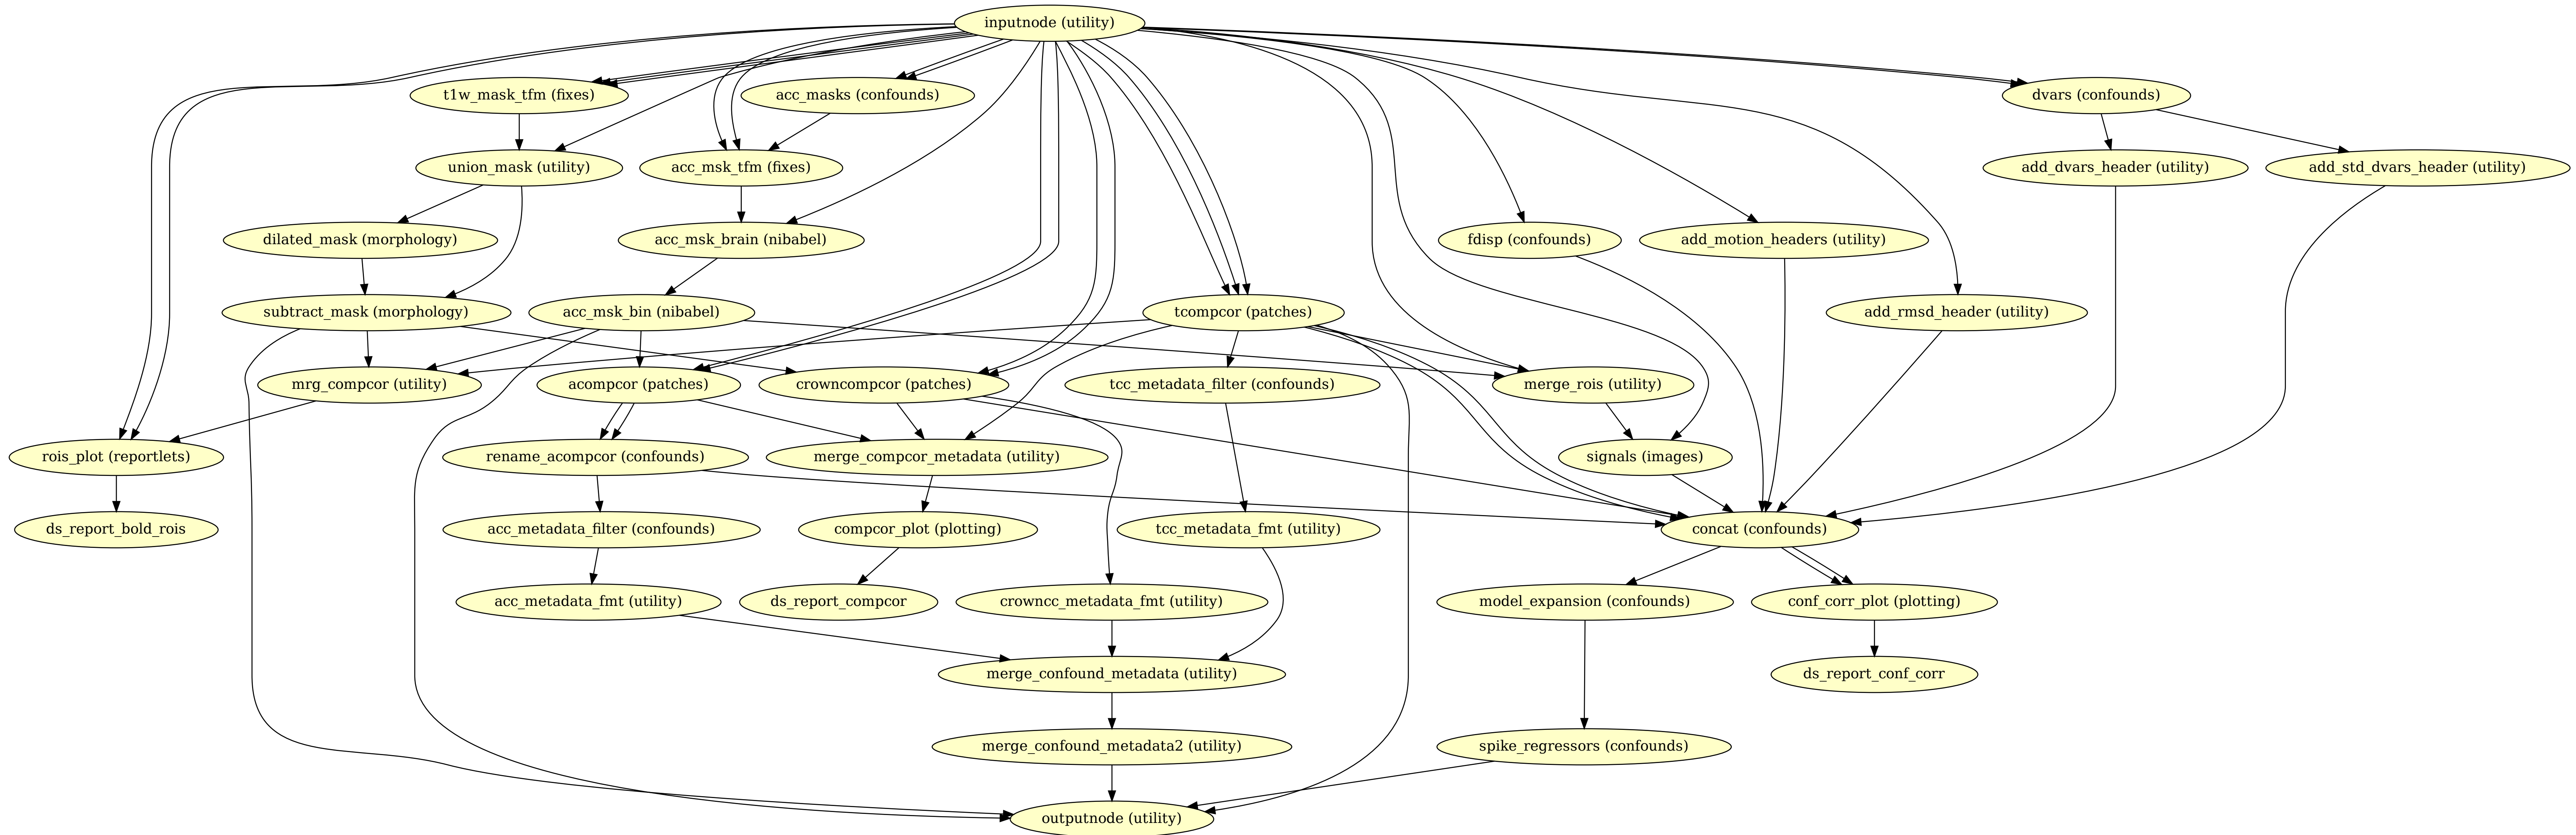 inputnode (utility)
t1w_mask_tfm (fixes)
acc_masks (confounds)
dvars (confounds)
union_mask (utility)
acc_msk_tfm (fixes)
add_dvars_header (utility)
add_std_dvars_header (utility)
dilated_mask (morphology)
acc_msk_brain (nibabel)
fdisp (confounds)
add_motion_headers (utility)
subtract_mask (morphology)
acc_msk_bin (nibabel)
tcompcor (patches)
add_rmsd_header (utility)
mrg_compcor (utility)
acompcor (patches)
crowncompcor (patches)
tcc_metadata_filter (confounds)
merge_rois (utility)
rois_plot (reportlets)
rename_acompcor (confounds)
merge_compcor_metadata (utility)
signals (images)
ds_report_bold_rois
acc_metadata_filter (confounds)
compcor_plot (plotting)
tcc_metadata_fmt (utility)
concat (confounds)
acc_metadata_fmt (utility)
ds_report_compcor
crowncc_metadata_fmt (utility)
model_expansion (confounds)
conf_corr_plot (plotting)
merge_confound_metadata (utility)
ds_report_conf_corr
merge_confound_metadata2 (utility)
spike_regressors (confounds)
outputnode (utility)